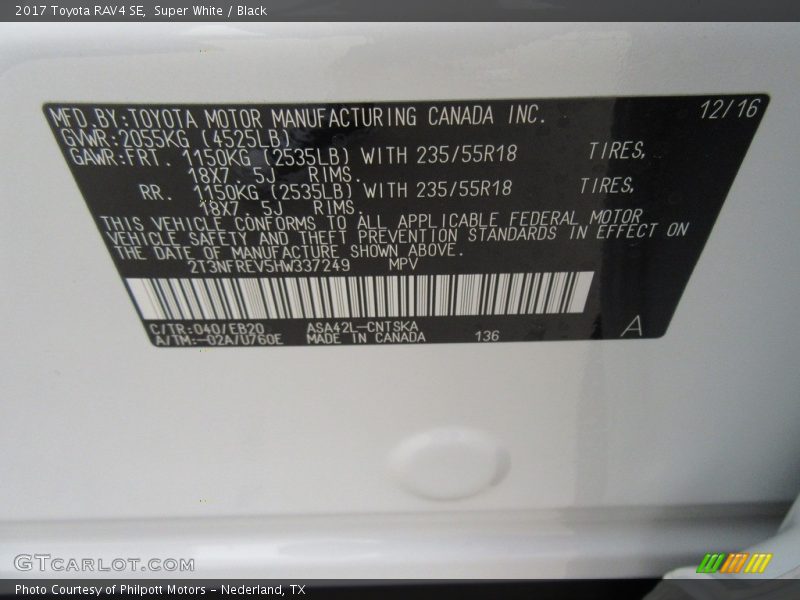 2017 Toyota RAV4 SE,  Super White / Black
MFD.BY:TOYOTA MOTOR MANUFACTURING CANADA INC. 12/16
GVWR:2055KG (4525LB)
GAWR:FRT. 1150KG (2535LB) WITH 235/55R18 TIRES,
18X7.5J RIMS.
RR. 1150KG (2535LB) WITH 235/55R18 TIRES,
18X7.5J RIMS.
THIS VEHICLE CONFORMS TO ALL APPLICABLE FEDERAL MOTOR
VEHICLE SAFETY AND THEFT PREVENTION STANDARDS IN EFFECT ON
THE DATE OF MANUFACTURE SHOWN ABOVE.
2T3NFREV5HW337249 MPV
C/TR:040/EB20 ASA42L-CNTSKA
A/TM:-02A/U760E MADE IN CANADA 136 A
GTCARLOT.COM
Photo Courtesy of Philpott Motors - Nederland, TX